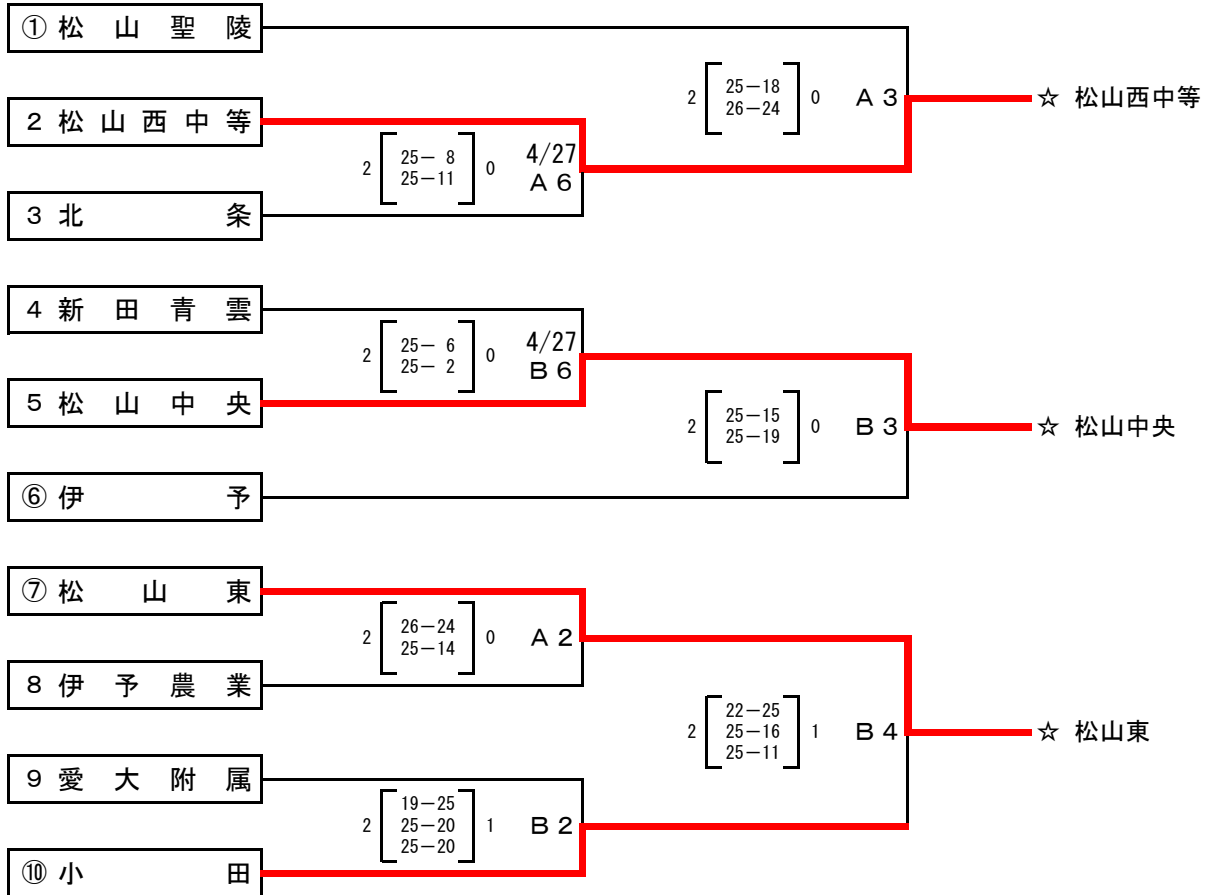 ① 松山聖陵
2 松山西中等
3 北条
4 新田青雲
5 松山中央
⑥ 伊予
⑦ 松山東
8 伊予農業
9 愛大附属
⑩ 小田
2 25－ 8 0
25－11
4/27
A 6
2 25－ 6 0
25－ 2
4/27
B 6
2 26－24 0
25－14
A 2
2 19－25 1
25－20
25－20
B 2
2 25－18 0
26－24
A 3
2 25－15 0
25－19
B 3
2 22－25 1
25－16
25－11
B 4
☆ 松山西中等
☆ 松山中央
☆ 松山東